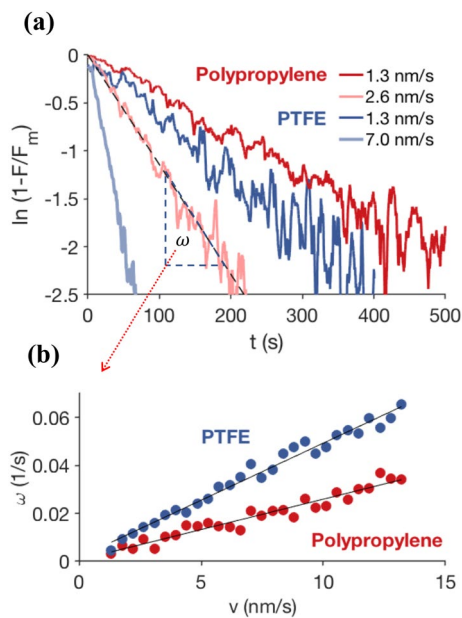 (a)
0
-0.5
-1
-1.5
-2
-2.5
ln (1-F/Fm)
Polypropylene
1.3 nm/s
2.6 nm/s
PTFE
1.3 nm/s
7.0 nm/s
ω
0 100 200 300 400 500
t (s)
(b)
0.06
0.04
0.02
0
ω (1/s)
PTFE
Polypropylene
0 5 10 15
v (nm/s)